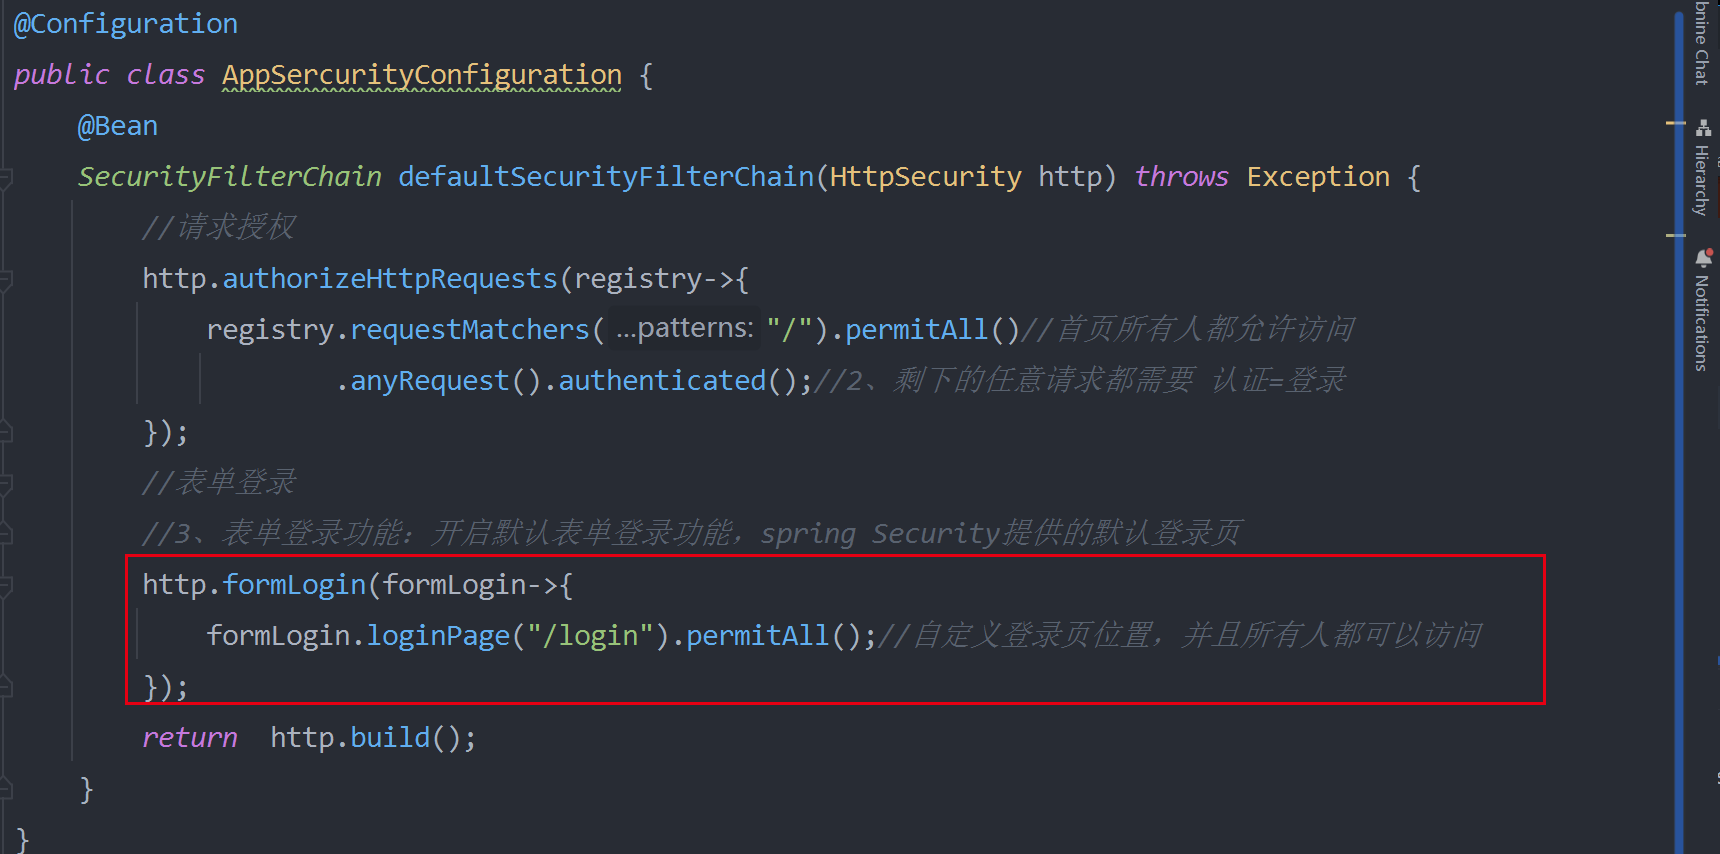 @Configuration
public class AppSercurityConfiguration {
@Bean
SecurityFilterChain defaultSecurityFilterChain(HttpSecurity http) throws Exception {
//请求授权
http.authorizeHttpRequests(registry->{
registry.requestMatchers( ...patterns: "/").permitAll()//首页所有人都允许访问
.anyRequest().authenticated();//2、剩下的任意请求都需要 认证=登录
});
//表单登录
//3、表单登录功能：开启默认表单登录功能，spring Security提供的默认登录页
http.formLogin(formLogin->{
formLogin.loginPage("/login").permitAll();//自定义登录页位置，并且所有人都可以访问
});
return  http.build();
}
}
bnine Chat
Hierarchy
Notifications